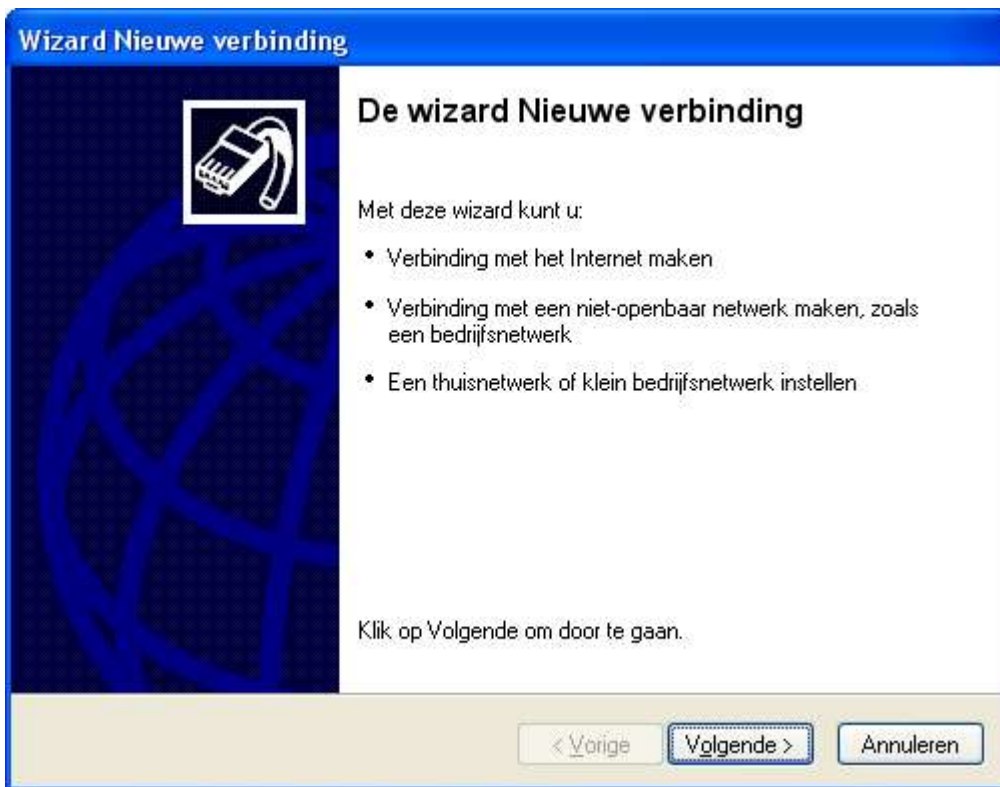 Wizard Nieuwe verbinding
De wizard Nieuwe verbinding
Met deze wizard kunt u:
• Verbinding met het Internet maken
• Verbinding met een niet-openbaar netwerk maken, zoals
een bedrijfsnetwerk
• Een thuisnetwerk of klein bedrijfsnetwerk instellen
Klik op Volgende om door te gaan.
< Vorige
Volgende >
Annuleren